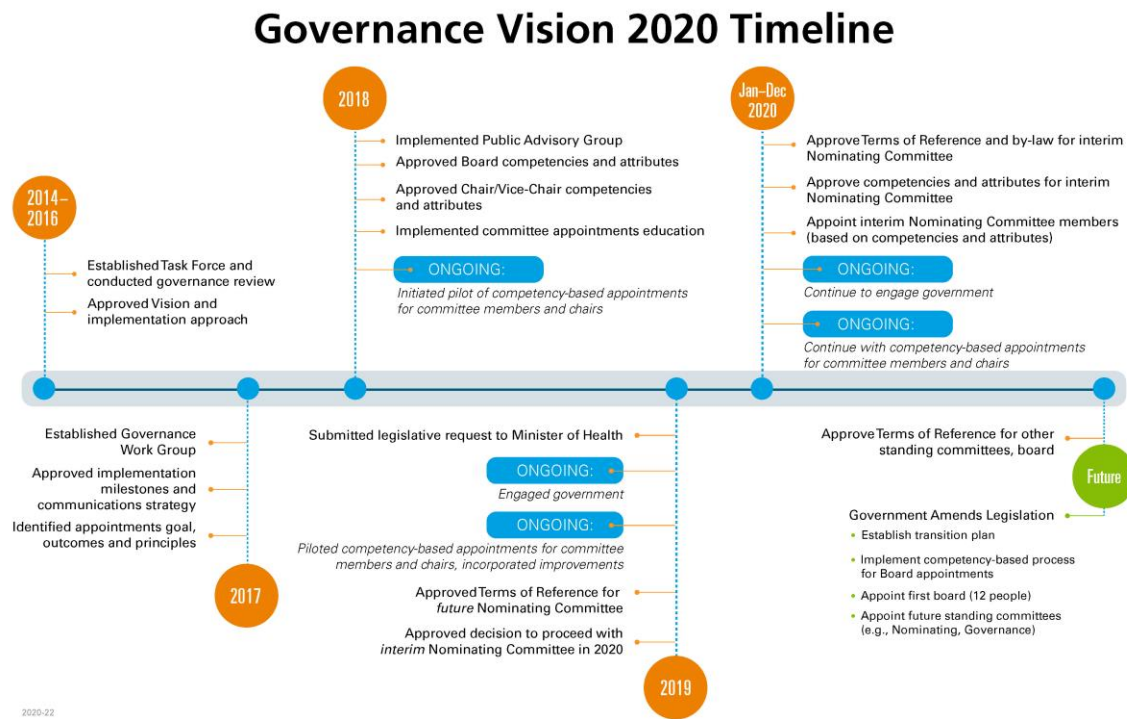 Governance Vision 2020 Timeline
2014–
2016
Established Task Force and
conducted governance review
Approved Vision and
implementation approach
Established Governance
Work Group
Approved implementation
milestones and
communications strategy
Identified appointments goal,
outcomes and principles
2017
2018
Implemented Public Advisory Group
Approved Board competencies and attributes
Approved Chair/Vice-Chair competencies
and attributes
Implemented committee appointments education
ONGOING:
Initiated pilot of competency-based appointments
for committee members and chairs
Submitted legislative request to Minister of Health
ONGOING:
Engaged government
ONGOING:
Piloted competency-based appointments for committee
members and chairs, incorporated improvements
Approved Terms of Reference for
future Nominating Committee
Approved decision to proceed with
interim Nominating Committee in 2020
2019
Jan–Dec
2020
Approve Terms of Reference and by-law for interim
Nominating Committee
Approve competencies and attributes for interim
Nominating Committee
Appoint interim Nominating Committee members
(based on competencies and attributes)
ONGOING:
Continue to engage government
ONGOING:
Continue with competency-based appointments
for committee members and chairs
Approve Terms of Reference for other
standing committees, board
Future
Government Amends Legislation
• Establish transition plan
• Implement competency-based process
for Board appointments
• Appoint first board (12 people)
• Appoint future standing committees
(e.g., Nominating, Governance)
2020-22